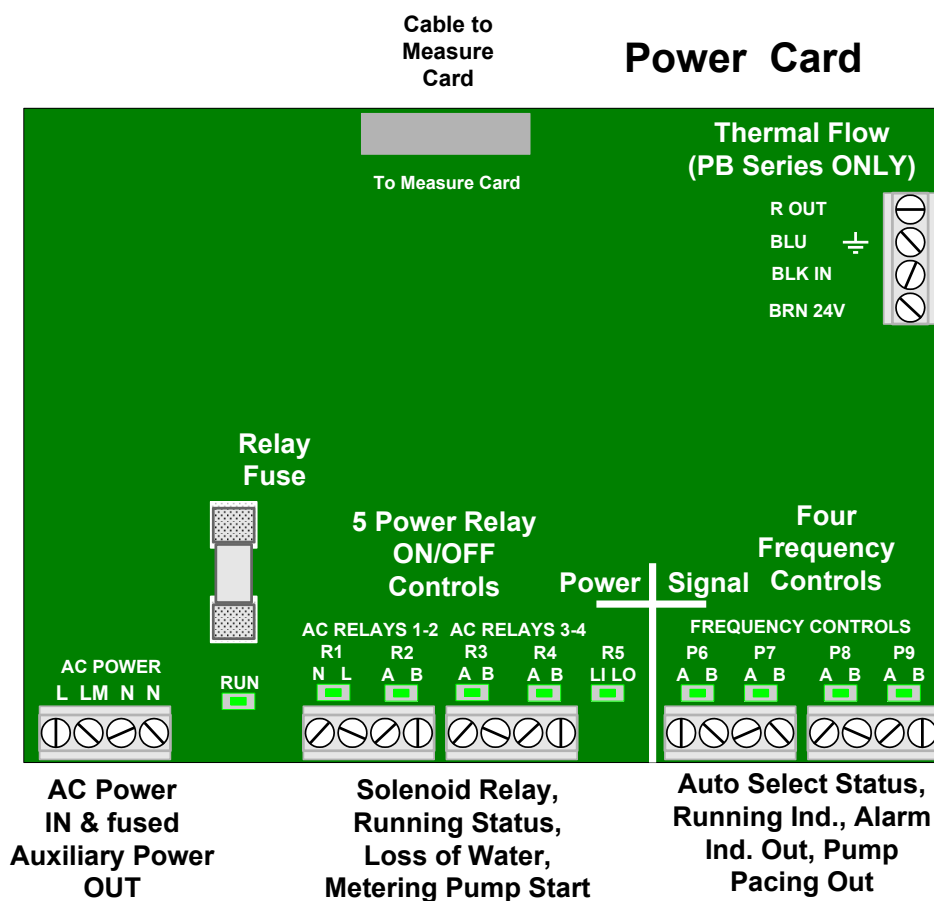 Cable to
Measure
Card
Power Card
Thermal Flow
(PB Series ONLY)
To Measure Card
R OUT
BLU
BLK IN
BRN 24V
Relay
Fuse
5 Power Relay
ON/OFF
Controls
Four
Frequency
Controls
Power
Signal
AC RELAYS 1-2
AC RELAYS 3-4
FREQUENCY CONTROLS
R1
R2
R3
R4
R5
P6
P7
P8
P9
AC POWER
L LM N N
RUN
N L
A B
A B
A B
LI LO
A B
A B
A B
A B
AC Power
IN & fused
Auxiliary Power
OUT
Solenoid Relay,
Running Status,
Loss of Water,
Metering Pump Start
Auto Select Status,
Running Ind., Alarm
Ind. Out, Pump
Pacing Out